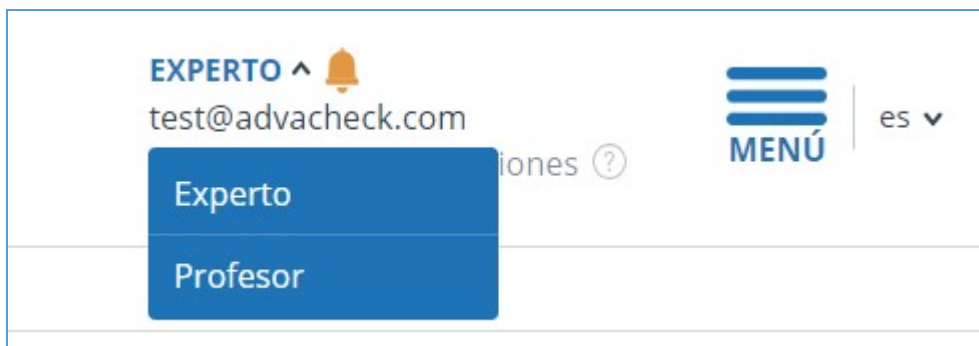 EXPERTO
test@advacheck.com
iones ?
Experto
Profesor
MENÚ
es